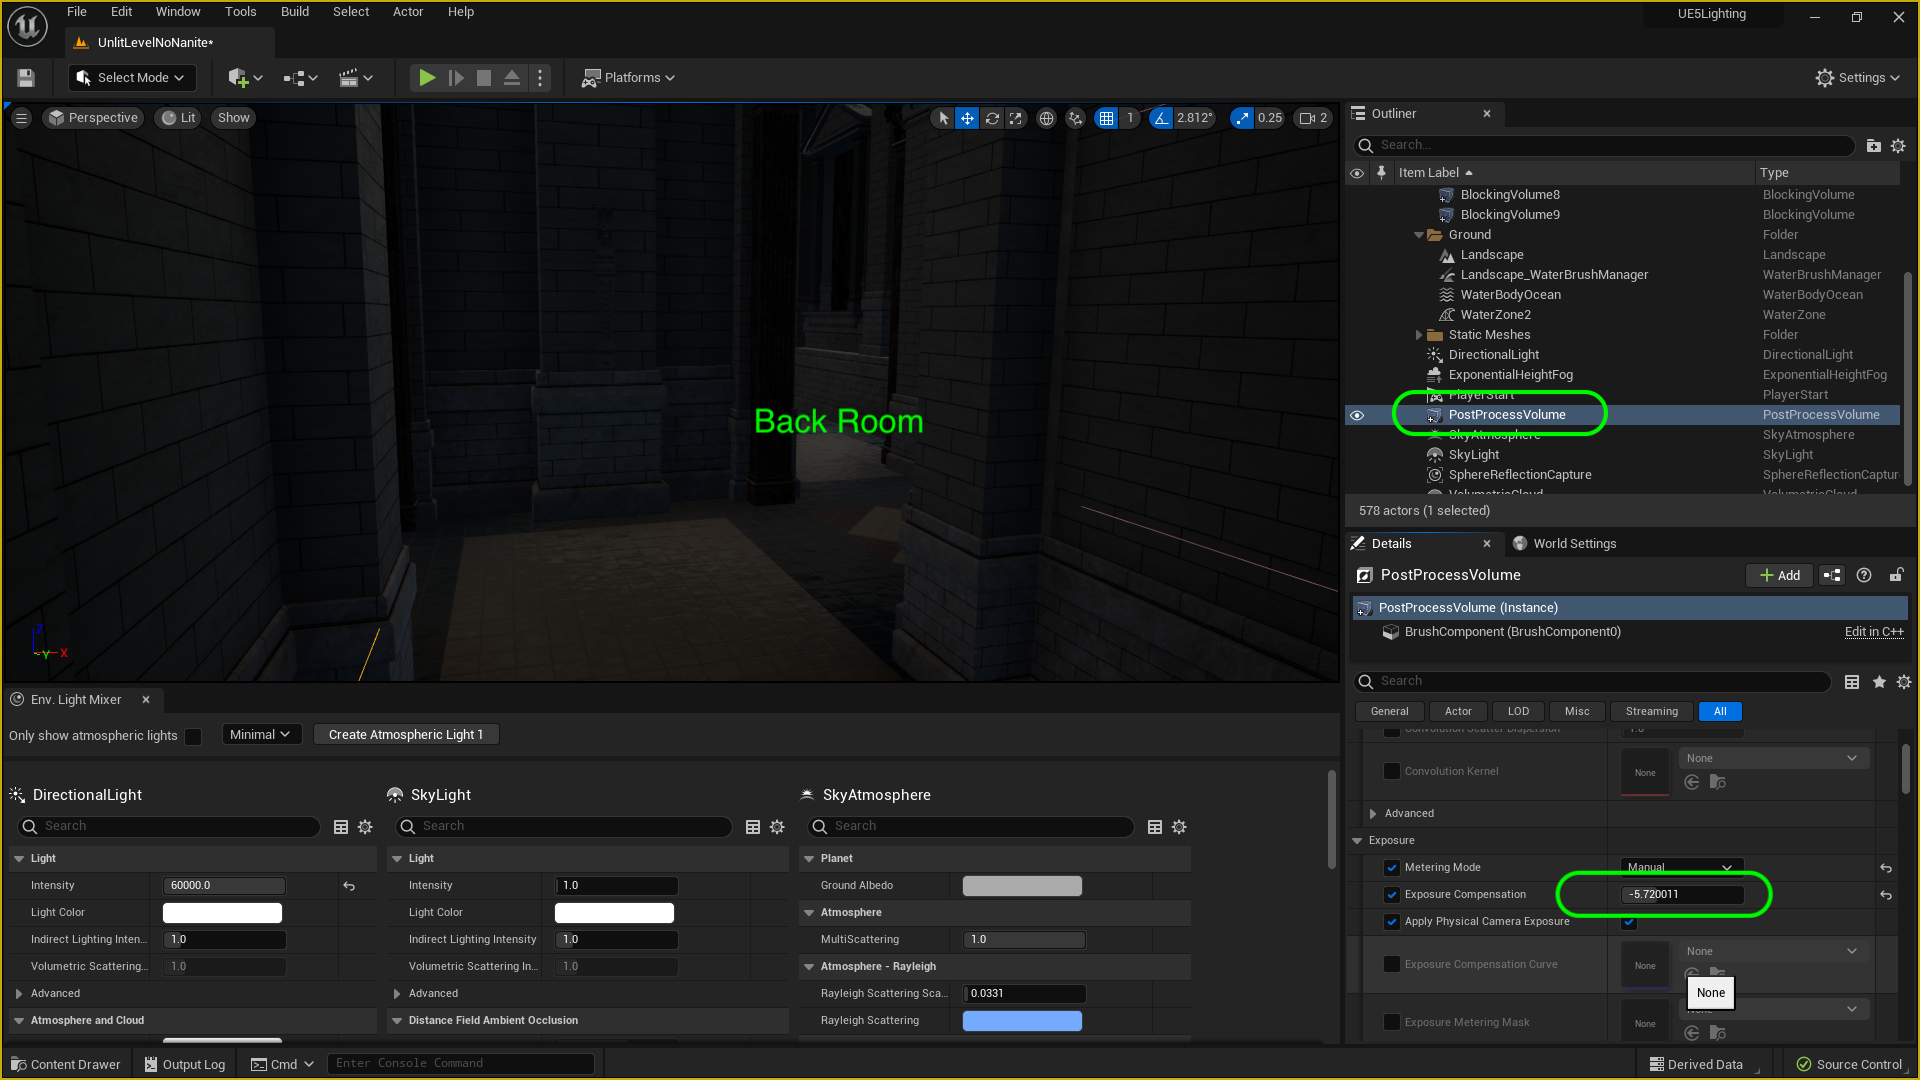 File Edit Window Tools Build Select Actor Help
UE5Lighting
UnlitLevelNoNanite*
Select Mode
Platforms
Settings
Perspective
Lit
Show
1
2.812°
0.25
2
Back Room
Z
Y
X
Outliner
Search...
Item Label
Type
BlockingVolume8 BlockingVolume
BlockingVolume9 BlockingVolume
Ground Folder
Landscape Landscape
Landscape_WaterBrushManager WaterBrushManager
WaterBodyOcean WaterBodyOcean
WaterZone2 WaterZone
Static Meshes Folder
DirectionalLight DirectionalLight
ExponentialHeightFog ExponentialHeightFog
PlayerStart PlayerStart
PostProcessVolume PostProcessVolume
SkyAtmosphere SkyAtmosphere
SkyLight SkyLight
SphereReflectionCapture SphereReflectionCaptur
VolumetricCloud VolumetricCloud
578 actors (1 selected)
Details
World Settings
PostProcessVolume
Add
PostProcessVolume (Instance)
BrushComponent (BrushComponent0)
Edit in C++
Search
General Actor LOD Misc Streaming All
Convolution Scatter Dispersion 1.0
Convolution Kernel None None
Advanced
Exposure
Metering Mode Manual
Exposure Compensation -5.720011
Apply Physical Camera Exposure
Exposure Compensation Curve None None
None
Exposure Metering Mask None None
Env. Light Mixer
Only show atmospheric lights
Minimal
Create Atmospheric Light 1
DirectionalLight
Search
Light
Intensity 60000.0
Light Color
Indirect Lighting Inten... 1.0
Volumetric Scattering... 1.0
Advanced
Atmosphere and Cloud
SkyLight
Search
Light
Intensity 1.0
Light Color
Indirect Lighting Intensity 1.0
Volumetric Scattering In... 1.0
Advanced
Distance Field Ambient Occlusion
SkyAtmosphere
Search
Planet
Ground Albedo
Atmosphere
MultiScattering 1.0
Atmosphere - Rayleigh
Rayleigh Scattering Sca... 0.0331
Rayleigh Scattering
Content Drawer
Output Log
Cmd
Enter Console Command
Derived Data
Source Control